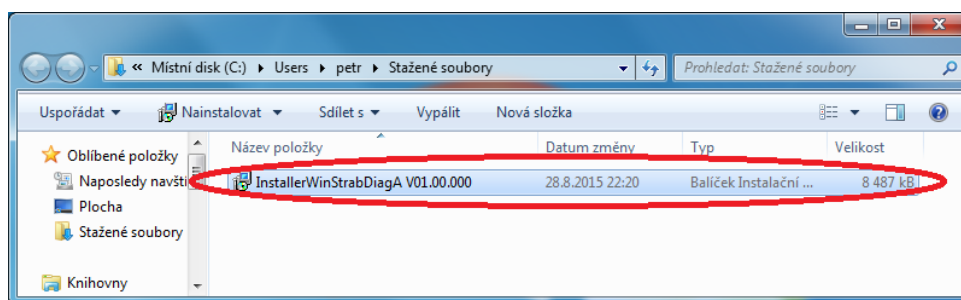 « Místní disk (C:) ▸ Users ▸ petr ▸ Stažené soubory
Prohledat: Stažené soubory
Uspořádat Nainstalovat Sdílet s Vypálit Nová složka
Název položky Datum změny Typ Velikost
Oblíbené položky
Naposledy navšti
InstallerWinStrabDiagA V01.00.000 28.8.2015 22:20 Balíček Instalační ... 8 487 kB
Plocha
Stažené soubory
Knihovny